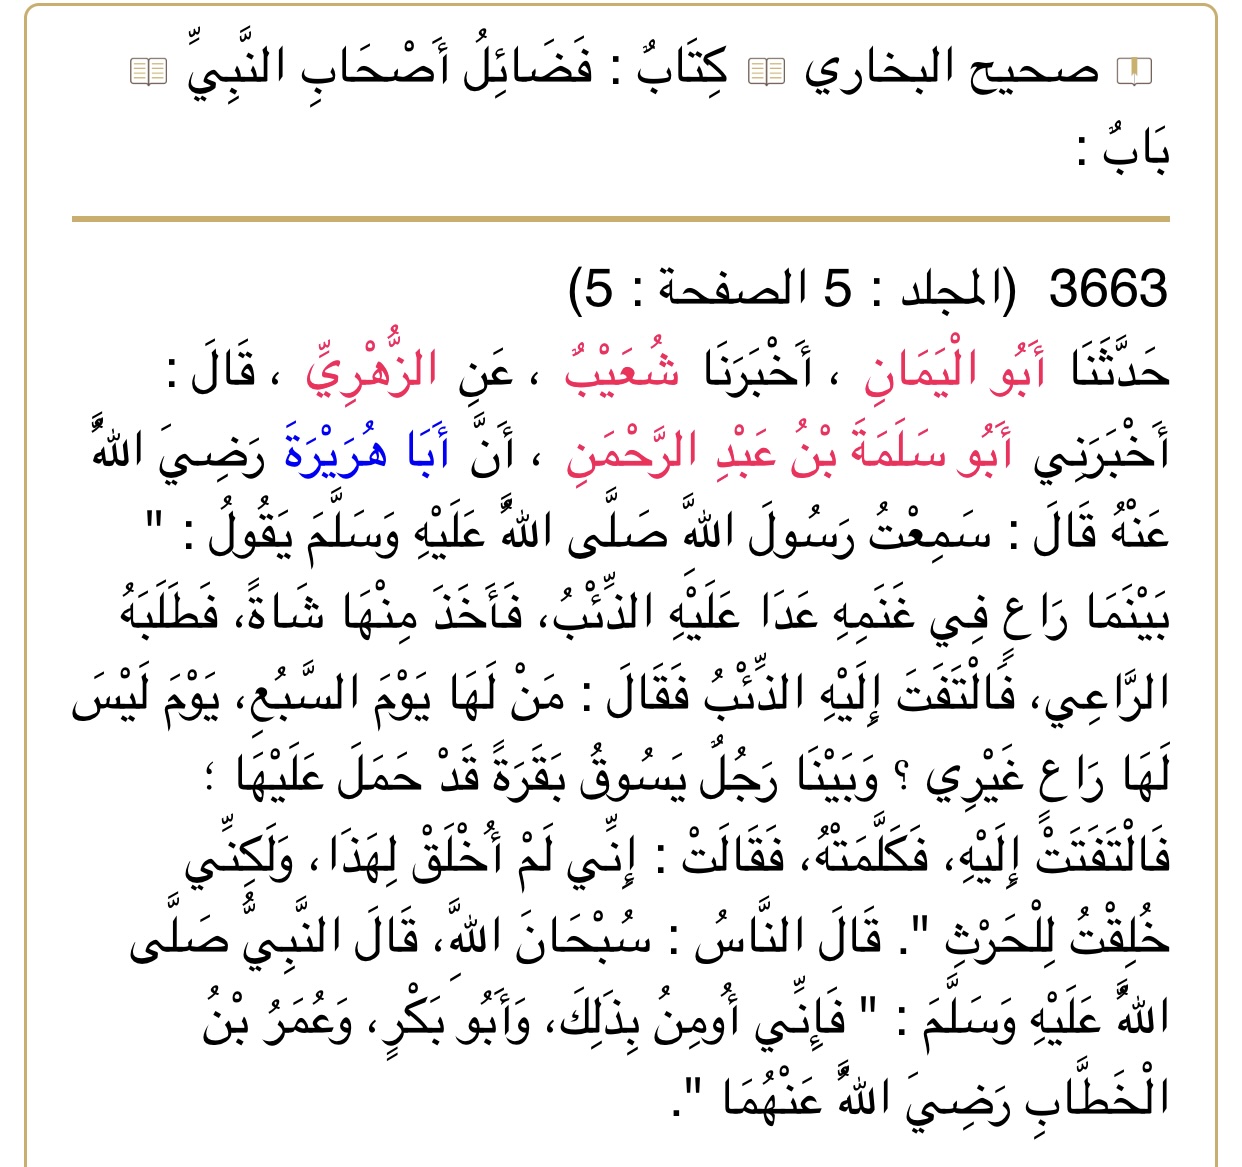 صحيح البخاري كِتَابٌ : فَضَائِلُ أَصْحَابِ النَّبِيِّ
بَابٌ :
3663 (المجلد : 5 الصفحة : 5)
حَدَّثَنَا أَبُو الْيَمَانِ ، أَخْبَرَنَا شُعَيْبٌ ، عَنِ الزُّهْرِيِّ ، قَالَ :
أَخْبَرَنِي أَبُو سَلَمَةَ بْنُ عَبْدِ الرَّحْمَنِ ، أَنَّ أَبَا هُرَيْرَةَ رَضِيَ اللَّهُ
عَنْهُ قَالَ : سَمِعْتُ رَسُولَ اللَّهِ صَلَّى اللَّهُ عَلَيْهِ وَسَلَّمَ يَقُولُ : "
بَيْنَمَا رَاعٍ فِي غَنَمِهِ عَدَا عَلَيْهِ الذِّئْبُ، فَأَخَذَ مِنْهَا شَاةً، فَطَلَبَهُ
الرَّاعِي، فَالْتَفَتَ إِلَيْهِ الذِّئْبُ فَقَالَ : مَنْ لَهَا يَوْمَ السَّبُعِ، يَوْمَ لَيْسَ
لَهَا رَاعٍ غَيْرِي ؟ وَبَيْنَا رَجُلٌ يَسُوقُ بَقَرَةً قَدْ حَمَلَ عَلَيْهَا ؛
فَالْتَفَتَتْ إِلَيْهِ، فَكَلَّمَتْهُ، فَقَالَتْ : إِنِّي لَمْ أُخْلَقْ لِهَذَا، وَلَكِنِّي
خُلِقْتُ لِلْحَرْثِ ". قَالَ النَّاسُ : سُبْحَانَ اللَّهِ، قَالَ النَّبِيُّ صَلَّى
اللَّهُ عَلَيْهِ وَسَلَّمَ : " فَإِنِّي أُومِنُ بِذَلِكَ، وَأَبُو بَكْرٍ، وَعُمَرُ بْنُ
الْخَطَّابِ رَضِيَ اللَّهُ عَنْهُمَا ".